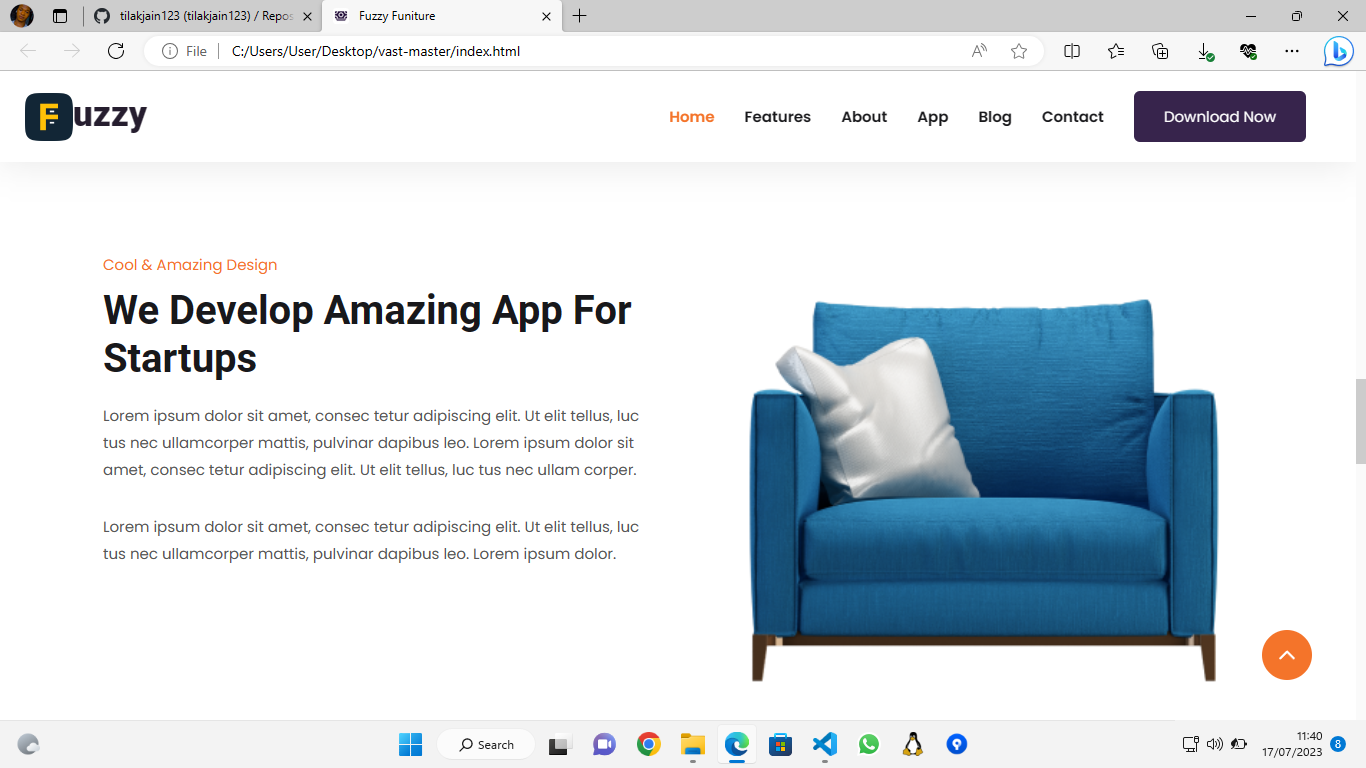 tilakjain123 (tilakjain123) / Repos
Fuzzy Funiture
File
C:/Users/User/Desktop/vast-master/index.html
Fuzzy
Home
Features
About
App
Blog
Contact
Download Now
Cool & Amazing Design
We Develop Amazing App For
Startups
Lorem ipsum dolor sit amet, consec tetur adipiscing elit. Ut elit tellus, luc
tus nec ullamcorper mattis, pulvinar dapibus leo. Lorem ipsum dolor sit
amet, consec tetur adipiscing elit. Ut elit tellus, luc tus nec ullam corper.
Lorem ipsum dolor sit amet, consec tetur adipiscing elit. Ut elit tellus, luc
tus nec ullamcorper mattis, pulvinar dapibus leo. Lorem ipsum dolor.
Search
11:40
17/07/2023
8